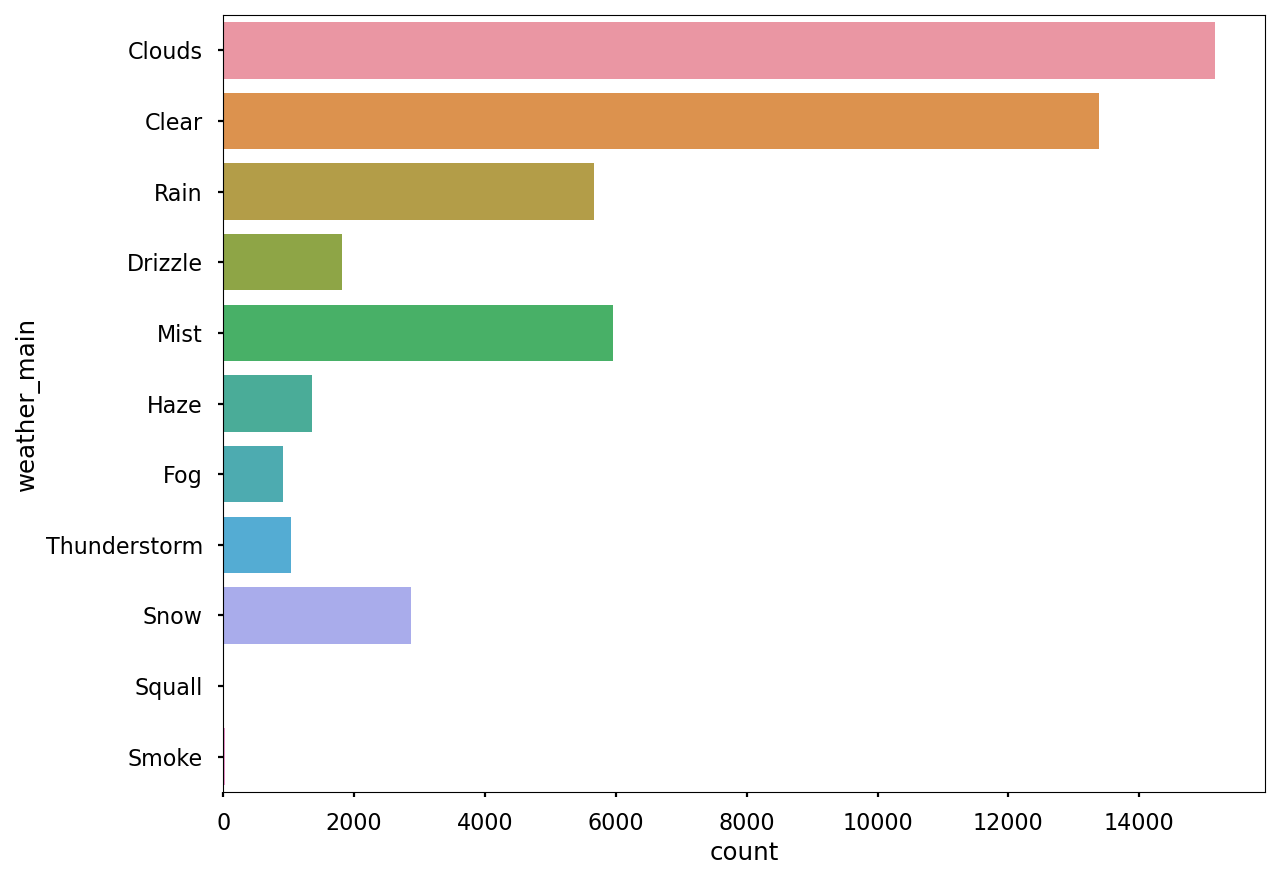 Clouds
Clear
Rain
Drizzle
Mist
Haze
Fog
Thunderstorm
Snow
Squall
Smoke
weather_main
0 2000 4000 6000 8000 10000 12000 14000
count